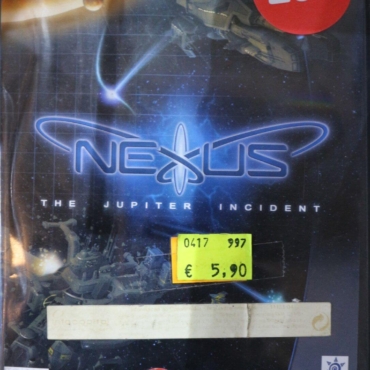 NEXUS
THE JUPITER INCIDENT
0417 997
€ 5,90